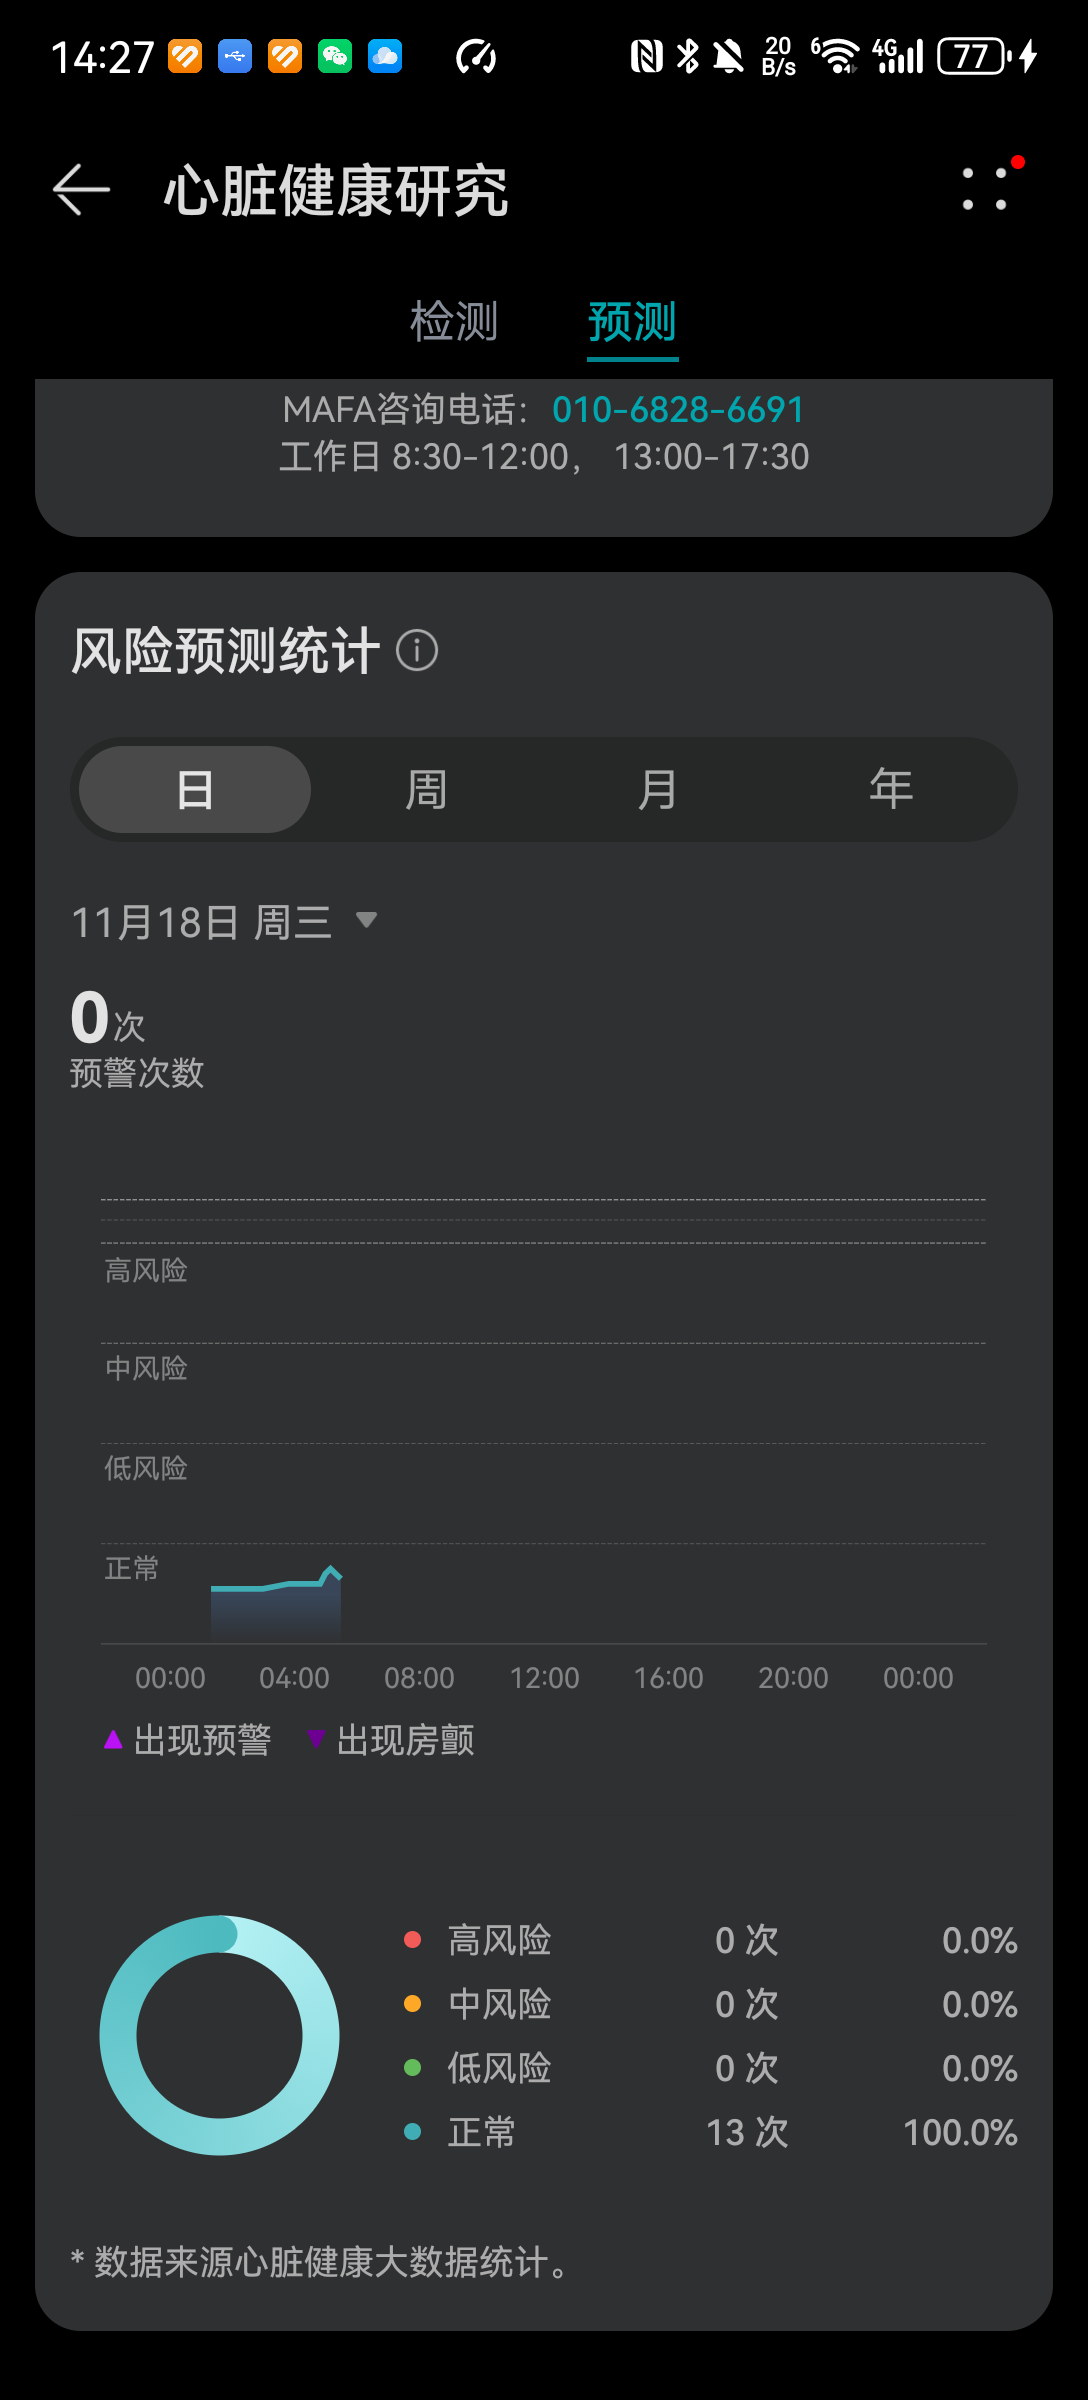 14:27 20 B/s 6 4G 77
心脏健康研究
检测 预测
MAFA咨询电话：010-6828-6691
工作日 8:30-12:00， 13:00-17:30
风险预测统计
日 周 月 年
11月18日 周三
0次
预警次数
高风险
中风险
低风险
正常
00:00 04:00 08:00 12:00 16:00 20:00 00:00
出现预警 出现房颤
高风险 0 次 0.0%
中风险 0 次 0.0%
低风险 0 次 0.0%
正常 13 次 100.0%
* 数据来源心脏健康大数据统计。